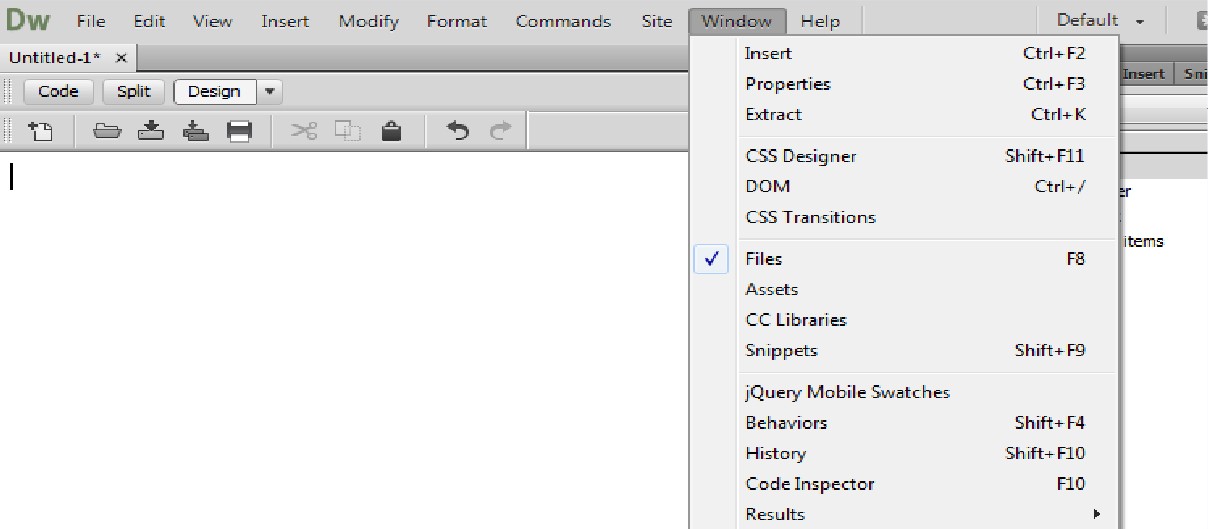 Dw File Edit View Insert Modify Format Commands Site Window Help Default
Untitled-1* ×
Code Split Design
Insert Ctrl+F2
Properties Ctrl+F3
Extract Ctrl+K
CSS Designer Shift+F11
DOM Ctrl+/
CSS Transitions
Files F8
Assets
CC Libraries
Snippets Shift+F9
jQuery Mobile Swatches
Behaviors Shift+F4
History Shift+F10
Code Inspector F10
Results
Insert Sni
er
items